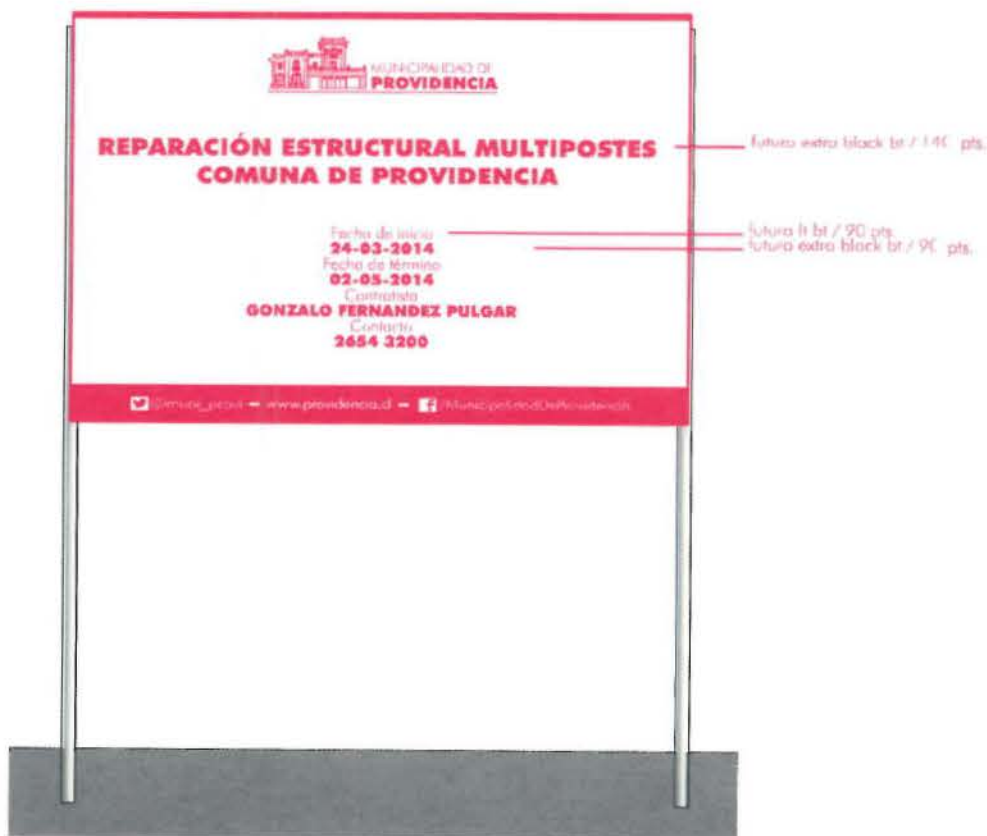 MUNICIPALIDAD DE
PROVIDENCIA
REPARACIÓN ESTRUCTURAL MULTIPOSTES
COMUNA DE PROVIDENCIA
futura extra black bt / 140 pts.
Fecha de inicio
24-03-2014
Fecha de término
02-05-2014
Contratista
GONZALO FERNANDEZ PULGAR
Contacto
2654 3200
futura lt bt / 90 pts.
futura extra black bt / 90 pts.
@muni_provi – www.providencia.cl – /MunicipalidadDeProvidencia